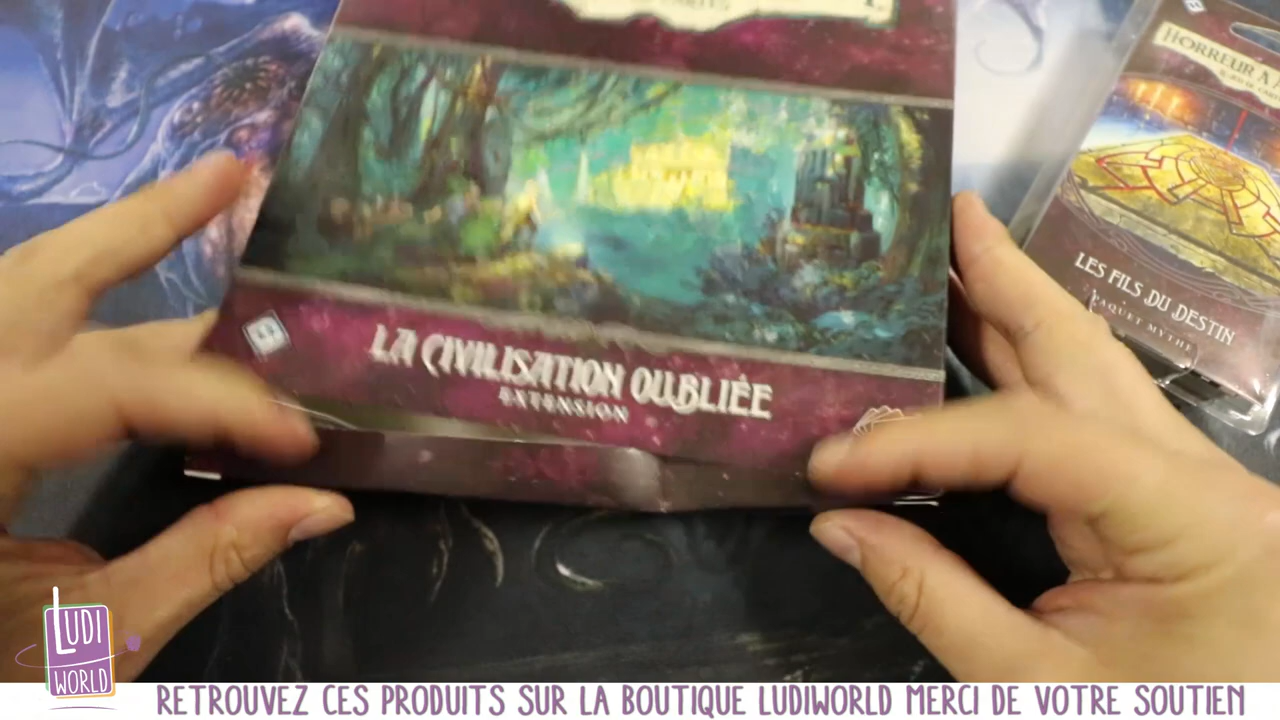 HORREUR À
LA CIVILISATION OUBLIÉE
EXTENSION
LES FILS DU DESTIN
PAQUET MYTHE
LUDI
WORLD
RETROUVEZ CES PRODUITS SUR LA BOUTIQUE LUDIWORLD MERCI DE VOTRE SOUTIEN